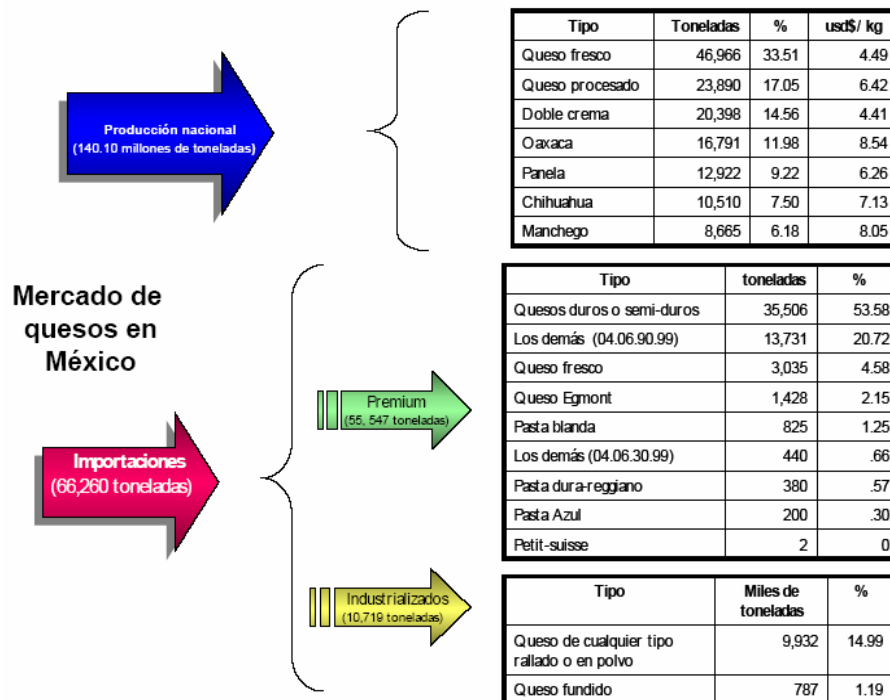 Tipo Toneladas % usd$/ kg
Queso fresco 46,966 33.51 4.49
Queso procesado 23,890 17.05 6.42
Doble crema 20,398 14.56 4.41
Oaxaca 16,791 11.98 8.54
Panela 12,922 9.22 6.26
Chihuahua 10,510 7.50 7.13
Manchego 8,665 6.18 8.05
Producción nacional
(140.10 millones de toneladas)
Mercado de
quesos en
México
Importaciones
(66,260 toneladas)
Premium
(55, 547 toneladas)
Tipo toneladas %
Quesos duros o semi-duros 35,506 53.58
Los demás (04.06.90.99) 13,731 20.72
Queso fresco 3,035 4.58
Queso Egmont 1,428 2.15
Pasta blanda 825 1.25
Los demás (04.06.30.99) 440 .66
Pasta dura-reggiano 380 .57
Pasta Azul 200 .30
Petit-suisse 2 0
Industrializados
(10,719 toneladas)
Tipo Miles de %
toneladas
Queso de cualquier tipo 9,932 14.99
rallado o en polvo
Queso fundido 787 1.19